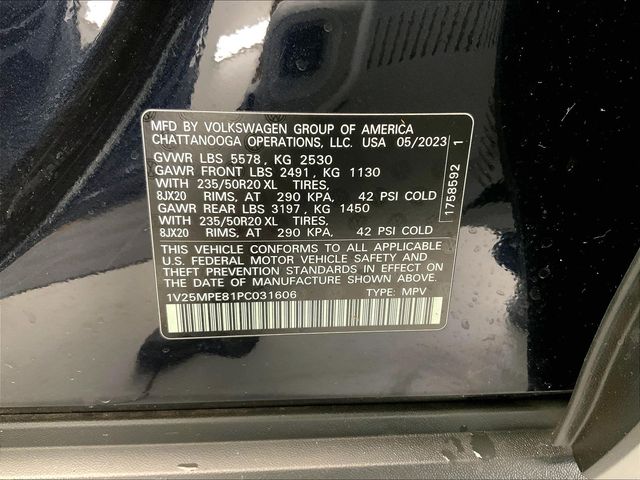 MFD BY VOLKSWAGEN GROUP OF AMERICA
CHATTANOOGA OPERATIONS, LLC. USA 05/2023
GVWR LBS 5578, KG 2530
GAWR FRONT LBS 2491, KG 1130
WITH 235/50R20 XL TIRES,
8JX20 RIMS, AT 290 KPA, 42 PSI COLD
GAWR REAR LBS 3197, KG 1450
WITH 235/50R20 XL TIRES,
8JX20 RIMS, AT 290 KPA, 42 PSI COLD
THIS VEHICLE CONFORMS TO ALL APPLICABLE
U.S. FEDERAL MOTOR VEHICLE SAFETY AND
THEFT PREVENTION STANDARDS IN EFFECT ON
THE DATE OF MANUFACTURE SHOWN ABOVE.
1V25MPE81PC031606 TYPE: MPV
1758592 1